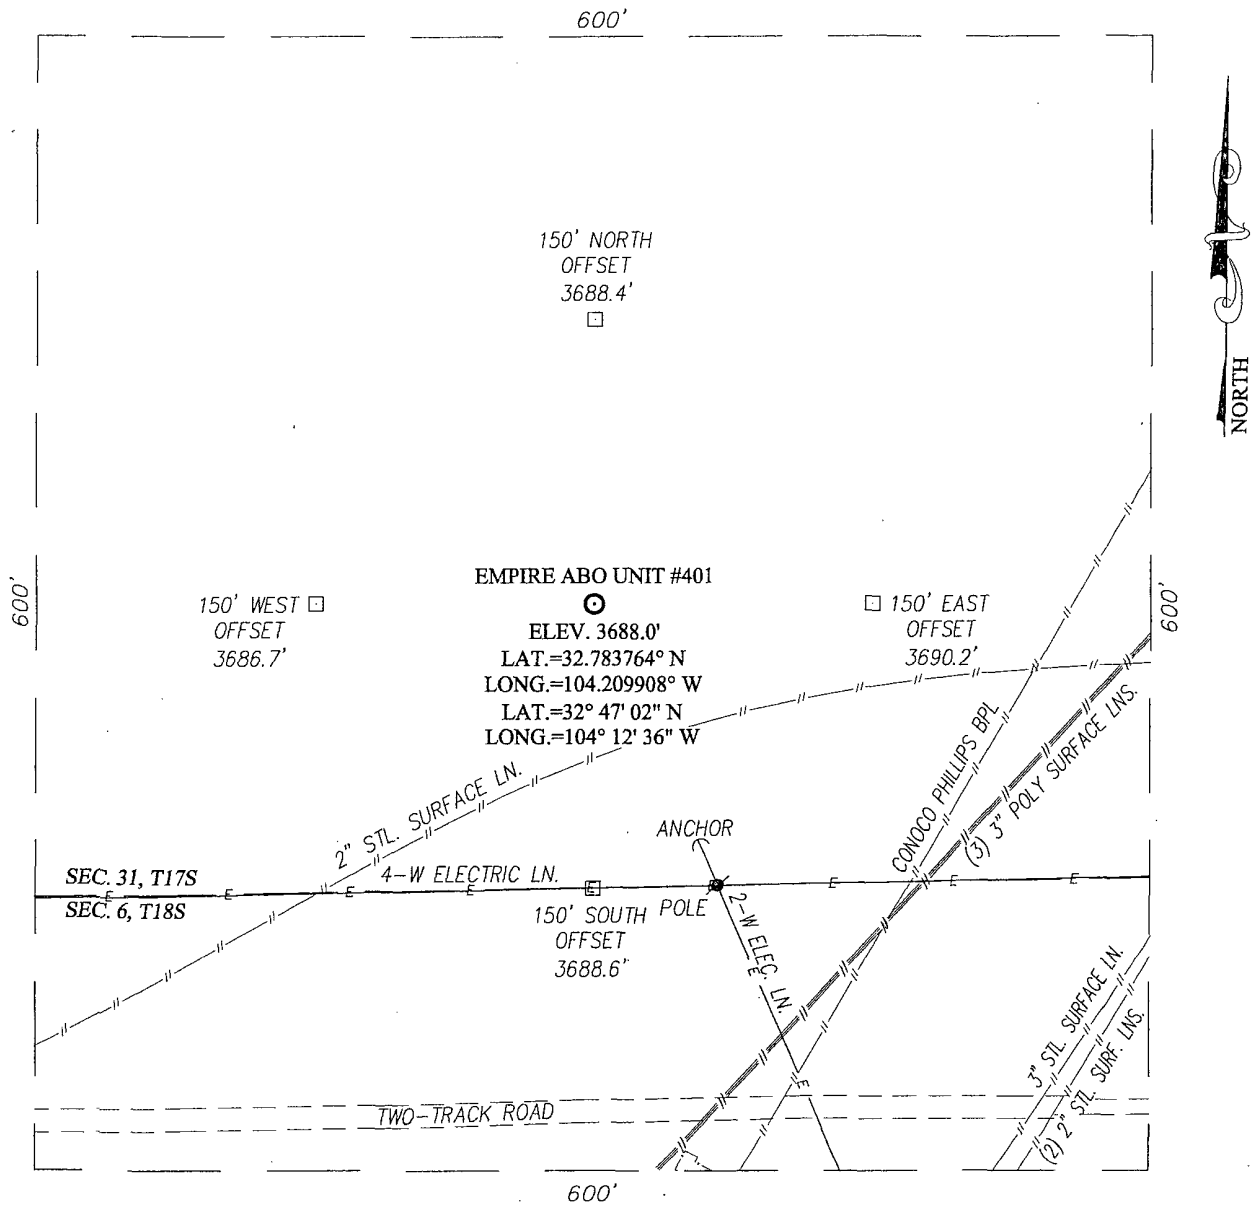 600'
150' NORTH
OFFSET
3688.4'
NORTH
600'
EMPIRE ABO UNIT #401
150' WEST
OFFSET
3686.7'
ELEV. 3688.0'
LAT.=32.783764° N
LONG.=104.209908° W
LAT.=32° 47' 02" N
LONG.=104° 12' 36" W
150' EAST
OFFSET
3690.2'
600'
2" STL. SURFACE LN.
CONOCO PHILLIPS BPL
(3) 3" POLY SURFACE LNS.
ANCHOR
SEC. 31, T17S
4-W ELECTRIC LN.
E E E E E E E
SEC. 6, T18S
150' SOUTH
OFFSET
3688.6'
POLE
2-W ELEC. LN.
E
E
3" STL. SURFACE LN.
(2) 2" STL. SURF. LNS.
TWO-TRACK ROAD
600'